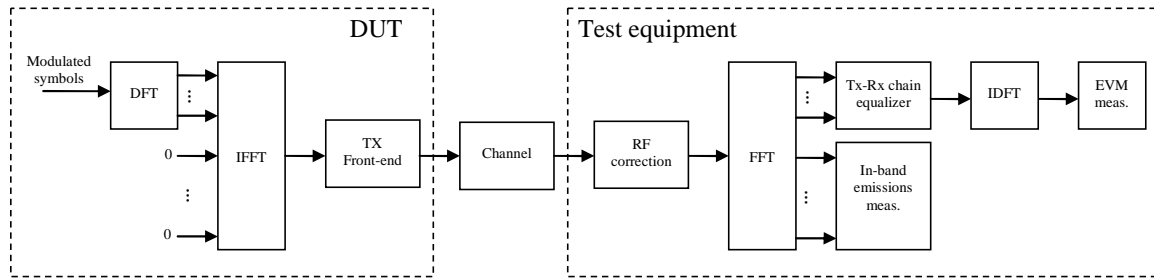 DUT
Test equipment
Modulated
symbols
DFT
...
0
...
0
IFFT
TX
Front-end
Channel
RF
correction
FFT
...
...
Tx-Rx chain
equalizer
IDFT
EVM
meas.
In-band
emissions
meas.